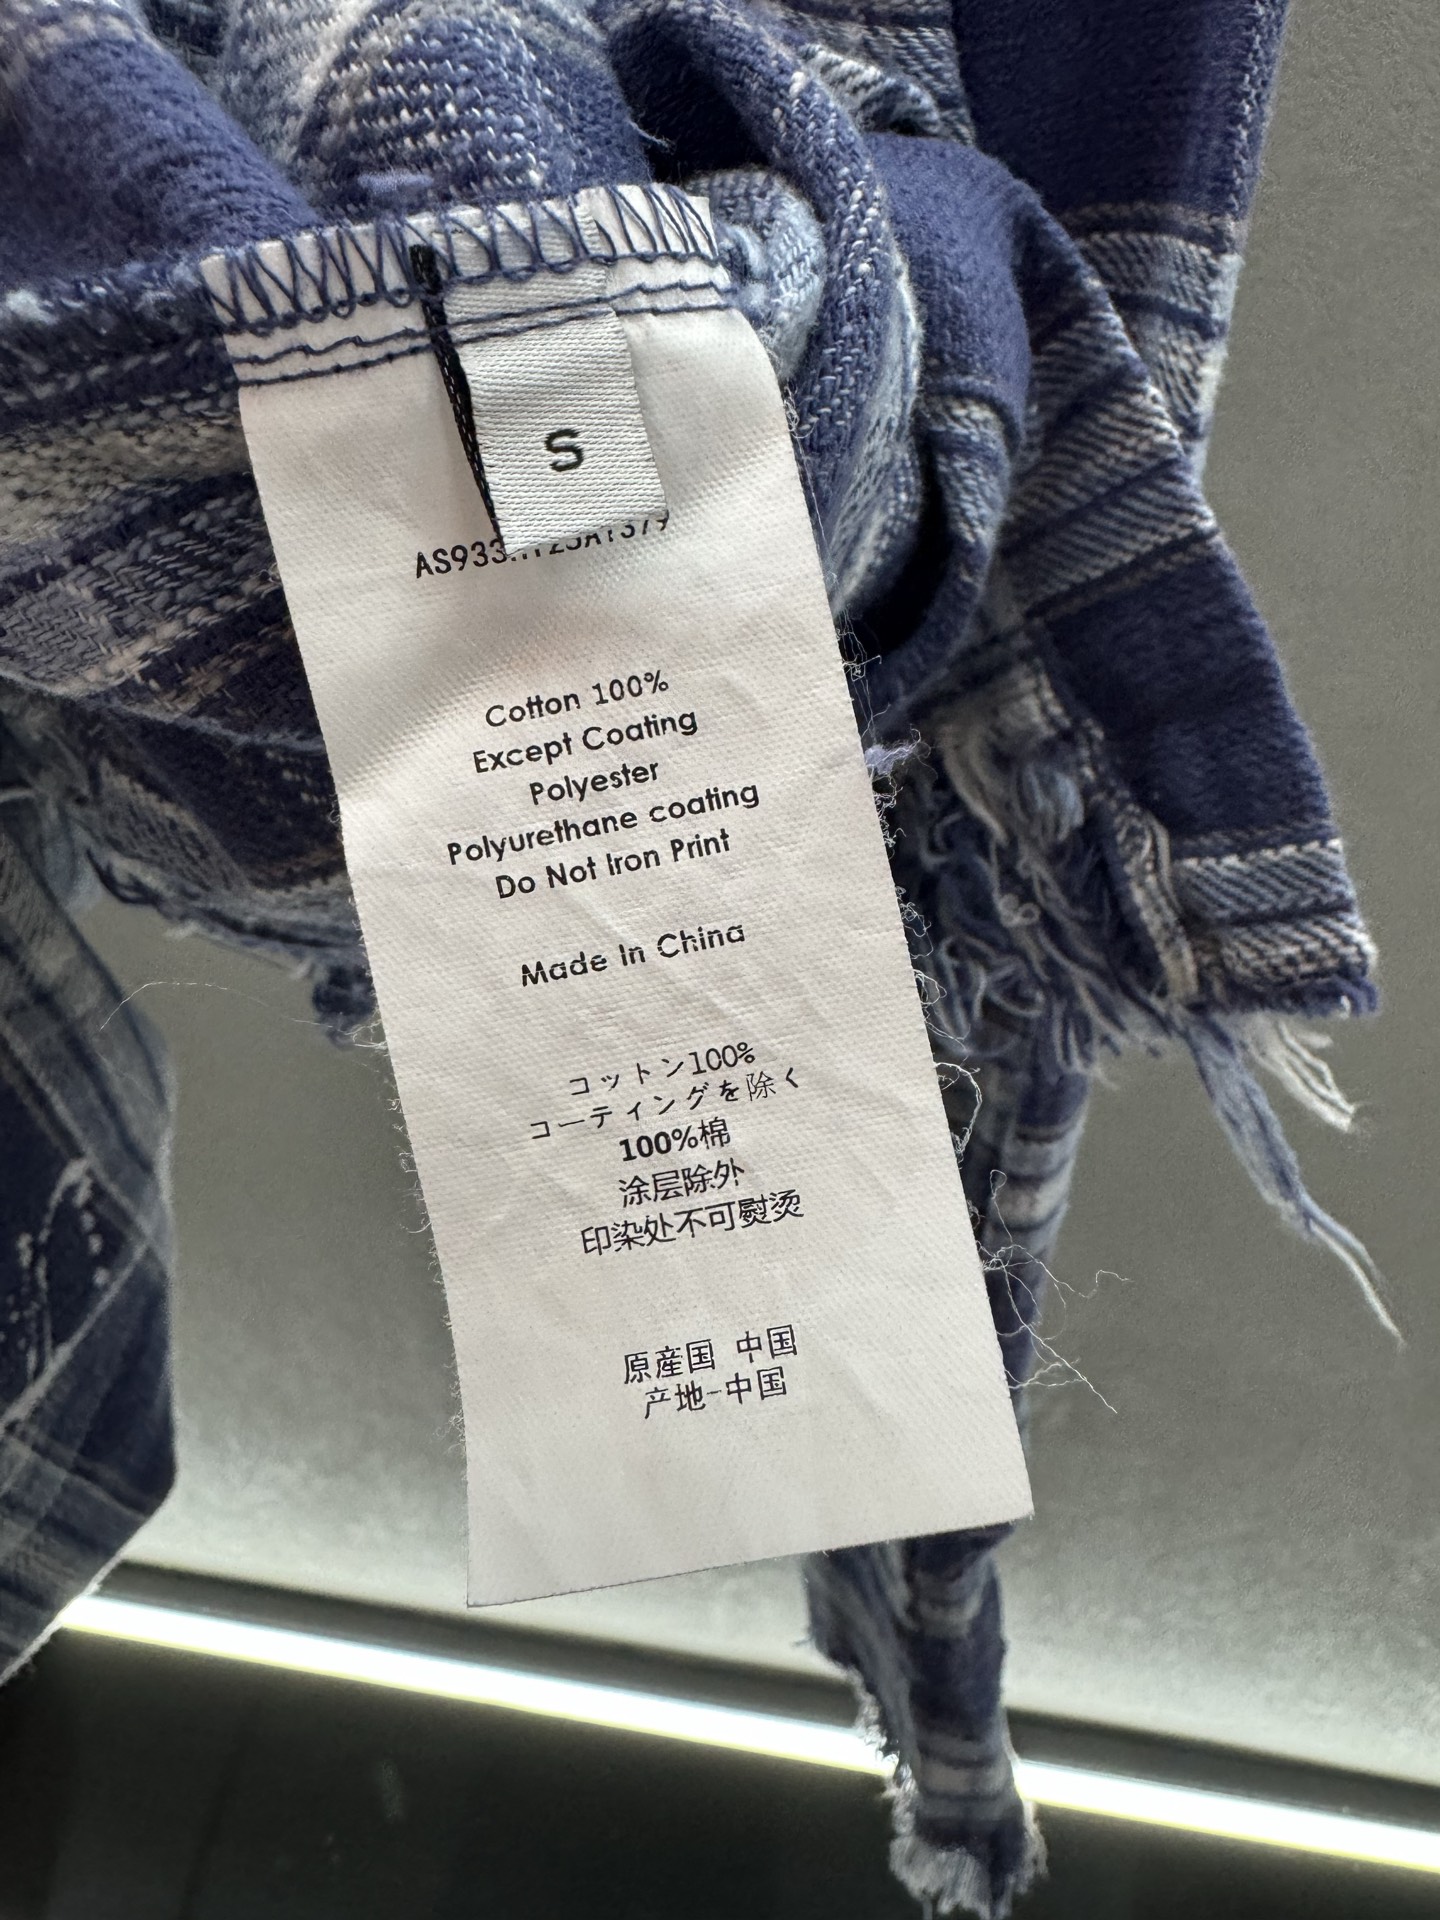 S
Cotton 100%
Except Coating
Polyester
Polyurethane coating
Do Not Iron Print
Made In China
コットン100%
コーティングを除く
100%棉
涂层除外
印染处不可熨烫
原産国 中国
产地-中国